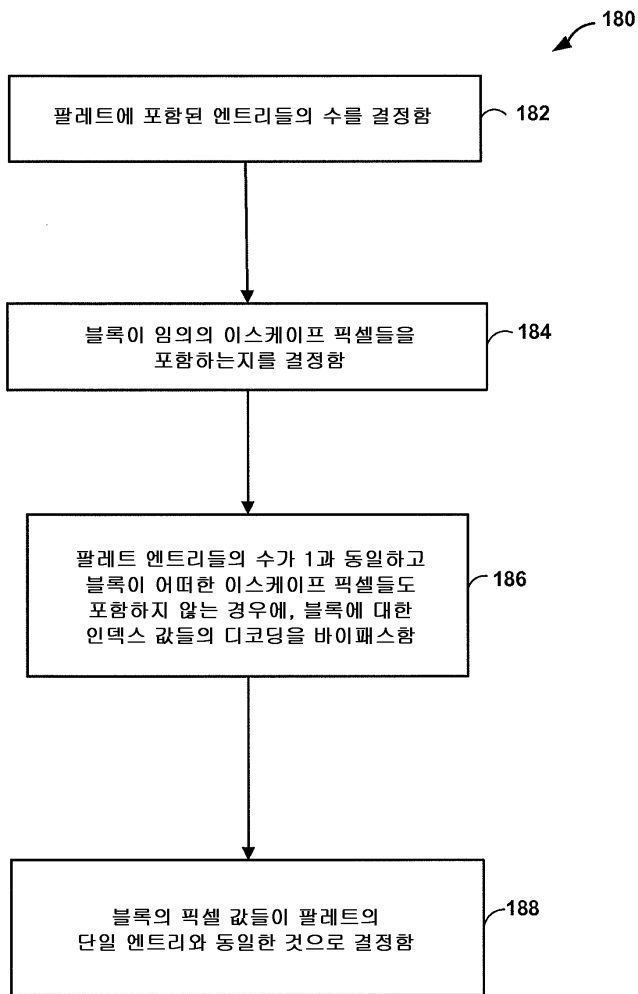 180
팔레트에 포함된 엔트리들의 수를 결정함
182
블록이 임의의 이스케이프 픽셀들을
포함하는지를 결정함
184
팔레트 엔트리들의 수가 1과 동일하고
블록이 어떠한 이스케이프 픽셀들도
포함하지 않는 경우에, 블록에 대한
인덱스 값들의 디코딩을 바이패스함
186
블록의 픽셀 값들이 팔레트의
단일 엔트리와 동일한 것으로 결정함
188